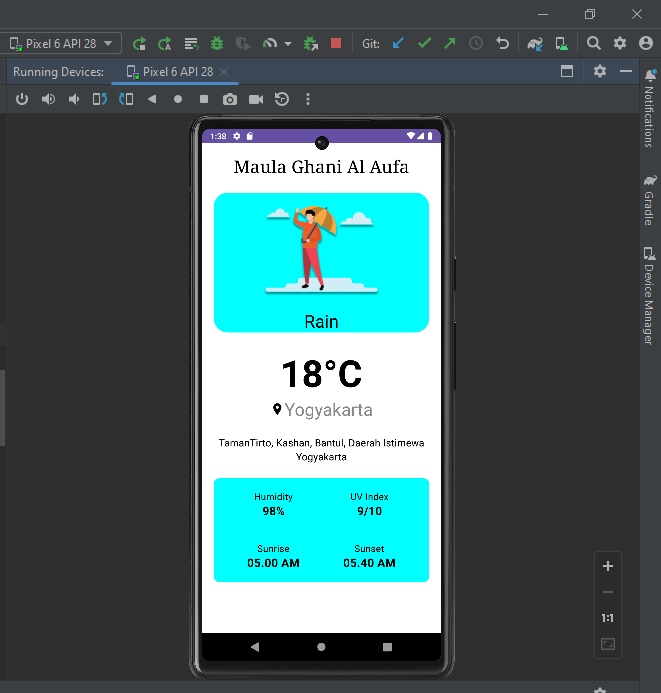 Pixel 6 API 28
Git:
Running Devices:
Pixel 6 API 28
1:38
Maula Ghani Al Aufa
Rain
18°C
Yogyakarta
TamanTirto, Kashan, Bantul, Daerah Istimewa
Yogyakarta
Humidity
UV Index
98%
9/10
Sunrise
Sunset
05.00 AM
05.40 AM
1:1
Notifications
Gradle
Device Manager